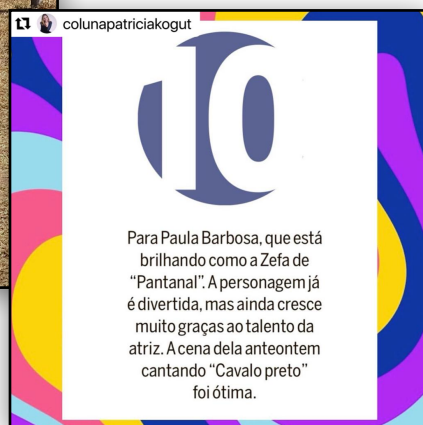 colunapatriciakogut
10
Para Paula Barbosa, que está
brilhando como a Zefa de
“Pantanal”. A personagem já
é divertida, mas ainda cresce
muito graças ao talento da
atriz. A cena dela anteontem
cantando “Cavalo preto”
foi ótima.